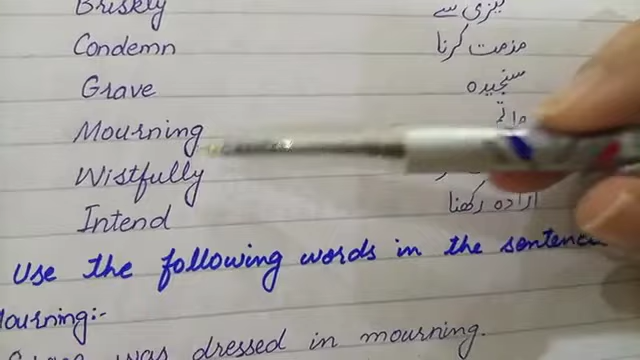 Briskly تیزی سے
Condemn مذمت کرنا
Grave سنجیدہ
Mourning
Wistfully
Intend ارادہ رکھنا
Use the following words in the
Mourning:-
was dressed in mourning.